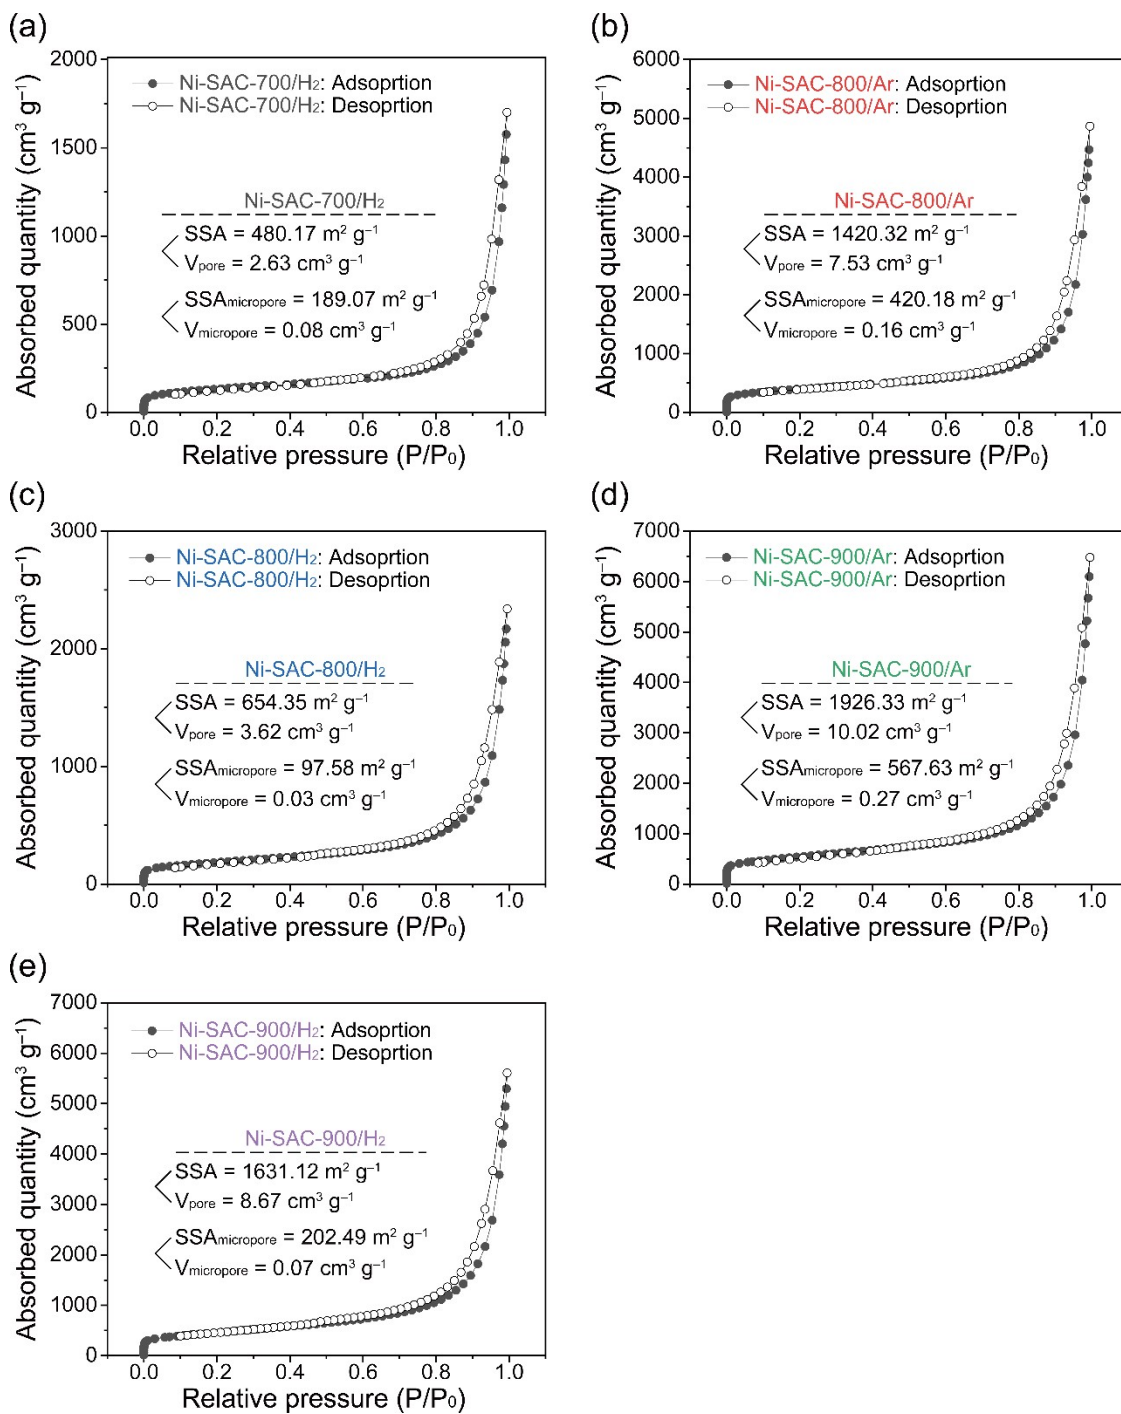 (a)
2000
1500
1000
500
0
Absorbed quantity (cm³ g⁻¹)
Ni-SAC-700/H₂: Adsoprtion
Ni-SAC-700/H₂: Desoprtion
Ni-SAC-700/H₂
SSA = 480.17 m² g⁻¹
Vpore = 2.63 cm³ g⁻¹
SSAmicropore = 189.07 m² g⁻¹
Vmicropore = 0.08 cm³ g⁻¹
0.0 0.2 0.4 0.6 0.8 1.0
Relative pressure (P/P₀)
(b)
6000
5000
4000
3000
2000
1000
0
Absorbed quantity (cm³ g⁻¹)
Ni-SAC-800/Ar: Adsoprtion
Ni-SAC-800/Ar: Desoprtion
Ni-SAC-800/Ar
SSA = 1420.32 m² g⁻¹
Vpore = 7.53 cm³ g⁻¹
SSAmicropore = 420.18 m² g⁻¹
Vmicropore = 0.16 cm³ g⁻¹
0.0 0.2 0.4 0.6 0.8 1.0
Relative pressure (P/P₀)
(c)
3000
2000
1000
0
Absorbed quantity (cm³ g⁻¹)
Ni-SAC-800/H₂: Adsoprtion
Ni-SAC-800/H₂: Desoprtion
Ni-SAC-800/H₂
SSA = 654.35 m² g⁻¹
Vpore = 3.62 cm³ g⁻¹
SSAmicropore = 97.58 m² g⁻¹
Vmicropore = 0.03 cm³ g⁻¹
0.0 0.2 0.4 0.6 0.8 1.0
Relative pressure (P/P₀)
(d)
7000
6000
5000
4000
3000
2000
1000
0
Absorbed quantity (cm³ g⁻¹)
Ni-SAC-900/Ar: Adsoprtion
Ni-SAC-900/Ar: Desoprtion
Ni-SAC-900/Ar
SSA = 1926.33 m² g⁻¹
Vpore = 10.02 cm³ g⁻¹
SSAmicropore = 567.63 m² g⁻¹
Vmicropore = 0.27 cm³ g⁻¹
0.0 0.2 0.4 0.6 0.8 1.0
Relative pressure (P/P₀)
(e)
7000
6000
5000
4000
3000
2000
1000
0
Absorbed quantity (cm³ g⁻¹)
Ni-SAC-900/H₂: Adsoprtion
Ni-SAC-900/H₂: Desoprtion
Ni-SAC-900/H₂
SSA = 1631.12 m² g⁻¹
Vpore = 8.67 cm³ g⁻¹
SSAmicropore = 202.49 m² g⁻¹
Vmicropore = 0.07 cm³ g⁻¹
0.0 0.2 0.4 0.6 0.8 1.0
Relative pressure (P/P₀)